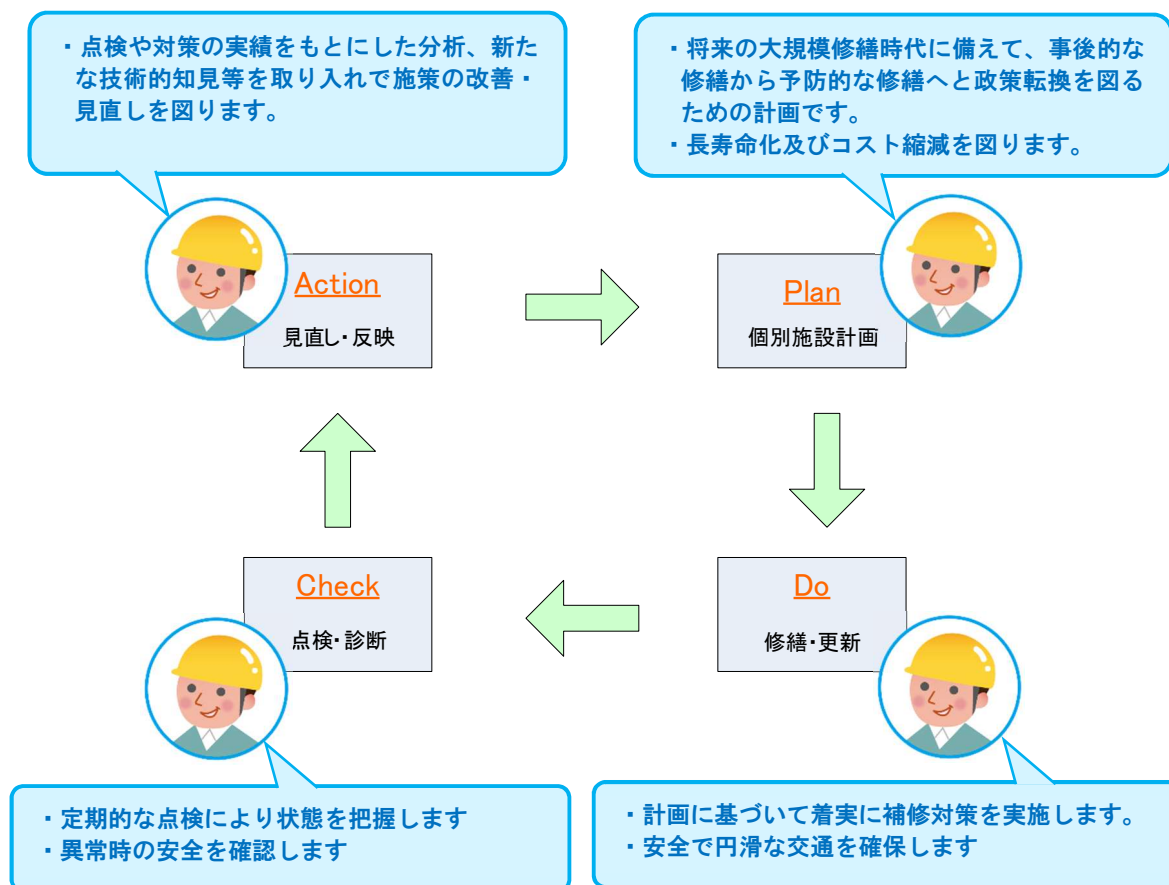 ・点検や対策の実績をもとにした分析、新た
な技術的知見等を取り入れで施策の改善・
見直しを図ります。
・将来の大規模修繕時代に備えて、事後的な
修繕から予防的な修繕へと政策転換を図る
ための計画です。
・長寿命化及びコスト縮減を図ります。
Action
見直し・反映
Plan
個別施設計画
Check
点検・診断
Do
修繕・更新
・定期的な点検により状態を把握します
・異常時の安全を確認します
・計画に基づいて着実に補修対策を実施します。
・安全で円滑な交通を確保します